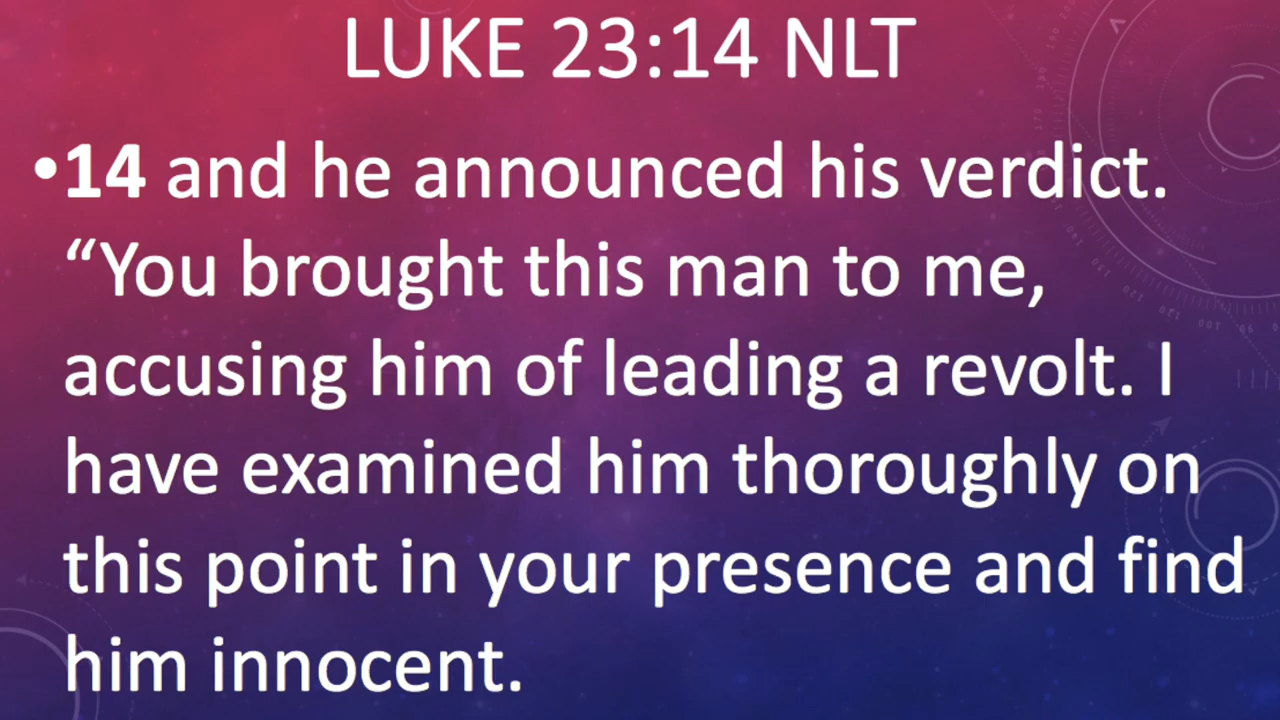 LUKE 23:14 NLT
•14 and he announced his verdict.
“You brought this man to me,
accusing him of leading a revolt. I
have examined him thoroughly on
this point in your presence and find
him innocent.